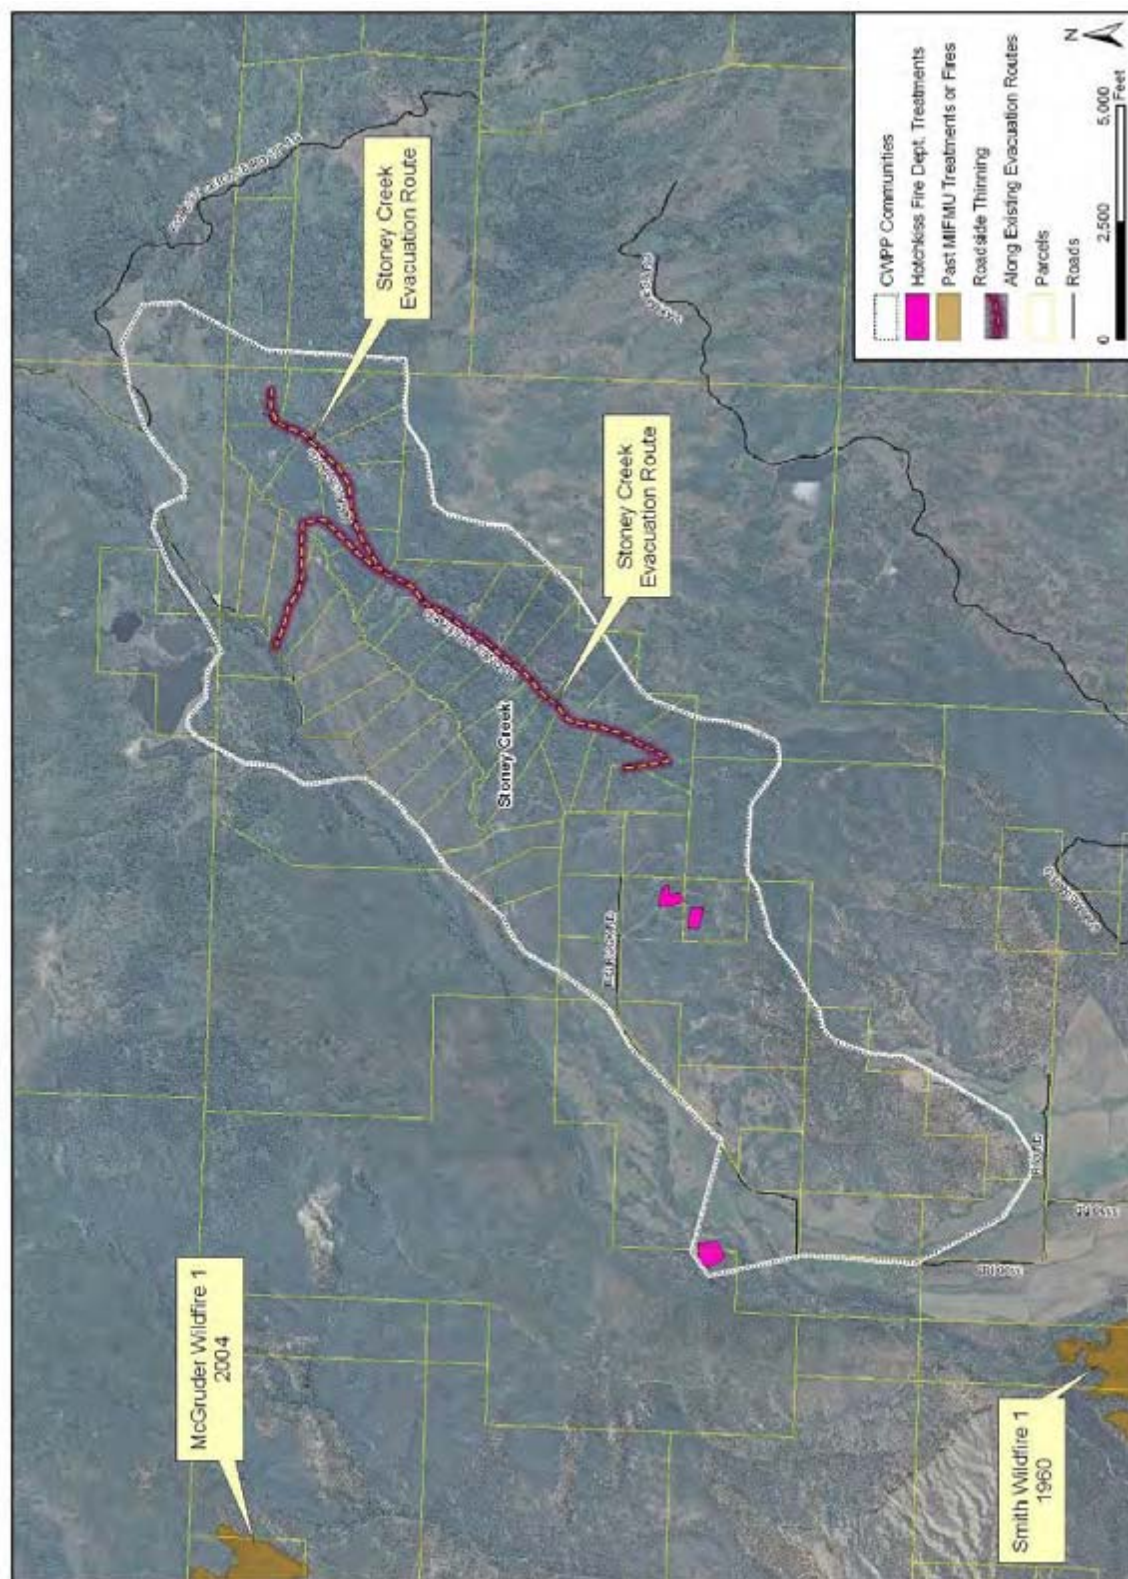 McGruder Wildfire 1
2004
Stoney Creek
Evacuation Route
Stoney Creek
Evacuation Route
Stoney Creek
Smith Wildfire 1
1960
CWPP Communities
Hotchkiss Fire Dept. Treatments
Past MIFMU Treatments or Fires
Roadside Thinning
Along Existing Evacuation Routes
Parcels
Roads
N
0
2,500
5,000
Feet